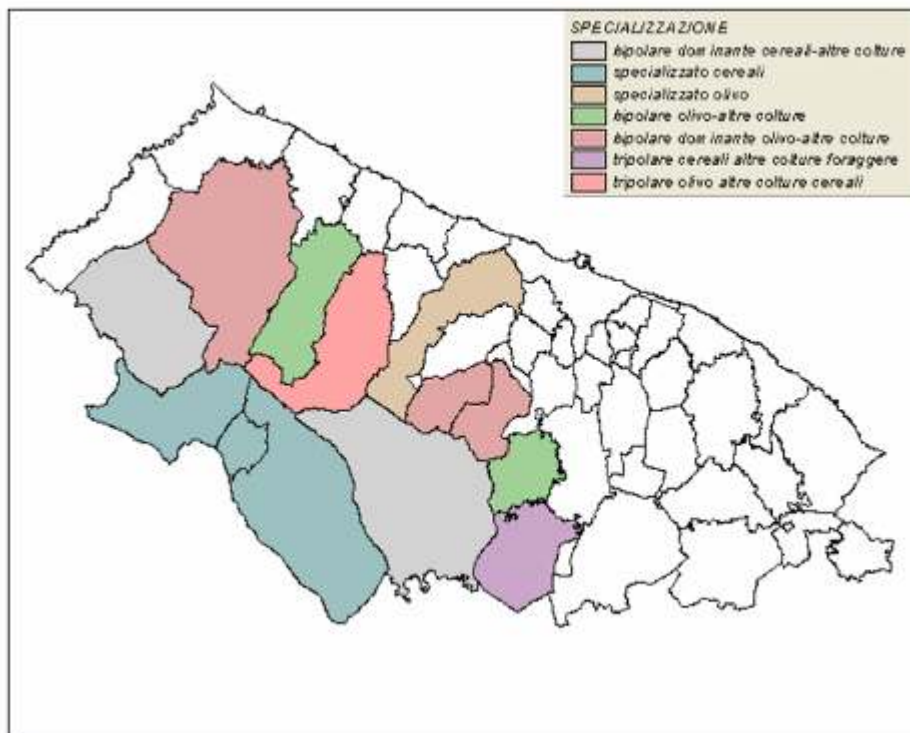 SPECIALIZZAZIONE
bipolare dominante cereali-altre colture
specializzato cereali
specializzato olivo
bipolare olivo-altre colture
bipolare dominante olivo-altre colture
tripolare cereali altre colture foraggere
tripolare olivo altre colture cereali